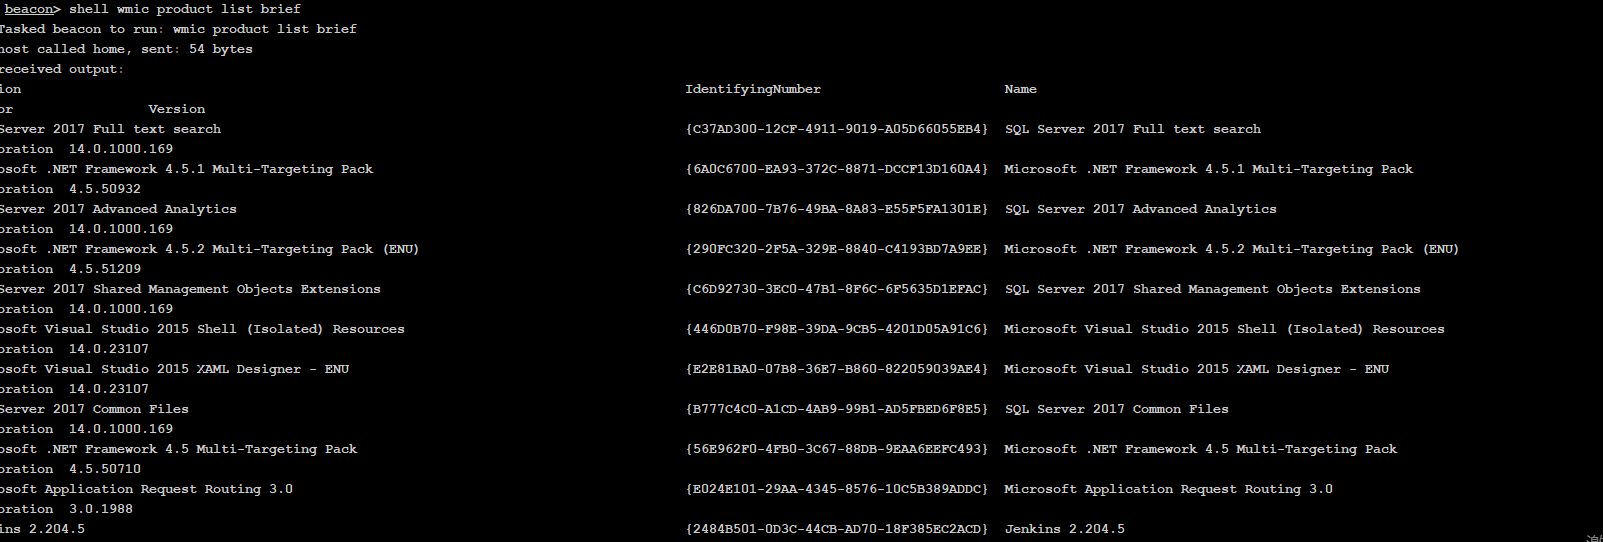 beacon> shell wmic product list brief
Tasked beacon to run: wmic product list brief
host called home, sent: 54 bytes
received output:
ion IdentifyingNumber Name
or Version
Server 2017 Full text search {C37AD300-12CF-4911-9019-A05D66055EB4} SQL Server 2017 Full text search
oration 14.0.1000.169
osoft .NET Framework 4.5.1 Multi-Targeting Pack {6A0C6700-EA93-372C-8871-DCCF13D160A4} Microsoft .NET Framework 4.5.1 Multi-Targeting Pack
oration 4.5.50932
Server 2017 Advanced Analytics {826DA700-7B76-49BA-8A83-E55F5FA1301E} SQL Server 2017 Advanced Analytics
oration 14.0.1000.169
osoft .NET Framework 4.5.2 Multi-Targeting Pack (ENU) {290FC320-2F5A-329E-8840-C4193BD7A9EE} Microsoft .NET Framework 4.5.2 Multi-Targeting Pack (ENU)
oration 4.5.51209
Server 2017 Shared Management Objects Extensions {C6D92730-3EC0-47B1-8F6C-6F5635D1EFAC} SQL Server 2017 Shared Management Objects Extensions
oration 14.0.1000.169
osoft Visual Studio 2015 Shell (Isolated) Resources {446D0B70-F98E-39DA-9CB5-4201D05A91C6} Microsoft Visual Studio 2015 Shell (Isolated) Resources
oration 14.0.23107
osoft Visual Studio 2015 XAML Designer - ENU {E2E81BA0-07B8-36E7-B860-822059039AE4} Microsoft Visual Studio 2015 XAML Designer - ENU
oration 14.0.23107
Server 2017 Common Files {B777C4C0-A1CD-4AB9-99B1-AD5FBED6F8E5} SQL Server 2017 Common Files
oration 14.0.1000.169
osoft .NET Framework 4.5 Multi-Targeting Pack {56E962F0-4FB0-3C67-88DB-9EAA6EEFC493} Microsoft .NET Framework 4.5 Multi-Targeting Pack
oration 4.5.50710
osoft Application Request Routing 3.0 {E024E101-29AA-4345-8576-10C5B389ADDC} Microsoft Application Request Routing 3.0
oration 3.0.1988
ins 2.204.5 {2484B501-0D3C-44CB-AD70-18F385EC2ACD} Jenkins 2.204.5